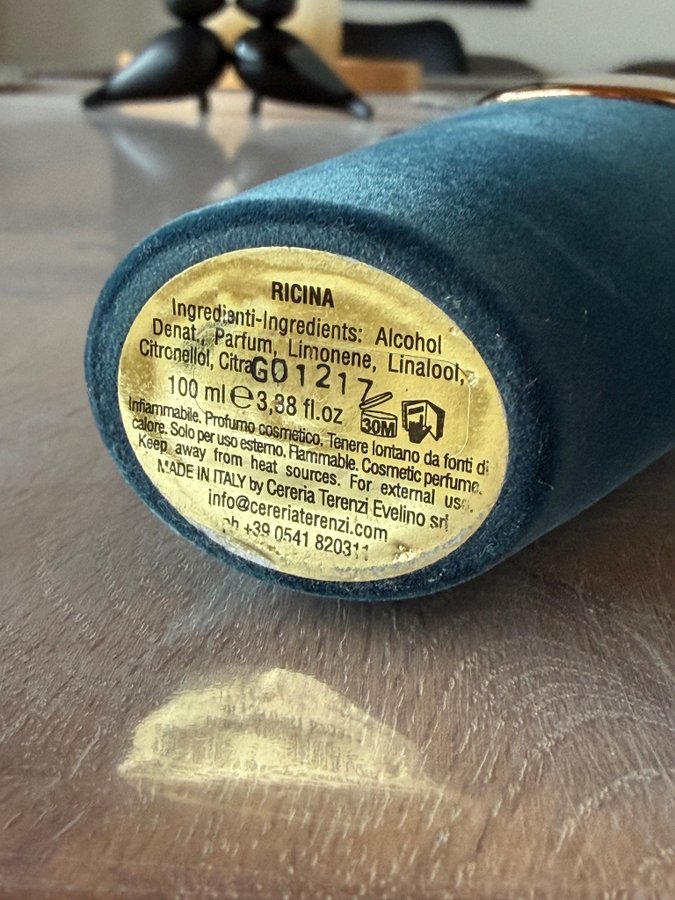 RICINA
Ingredienti-Ingredients: Alcohol
Denat., Parfum, Limonene, Linalool,
Citronellol, Citra
G01217
100 ml ℮ 3,38 fl.oz 30M
Infiammabile. Profumo cosmetico. Tenere lontano da fonti di
calore. Solo per uso esterno. Flammable. Cosmetic perfume.
Keep away from heat sources. For external use.
MADE IN ITALY by Cereria Terenzi Evelino srl
info@cereriaterenzi.com
ph +39 0541 820311